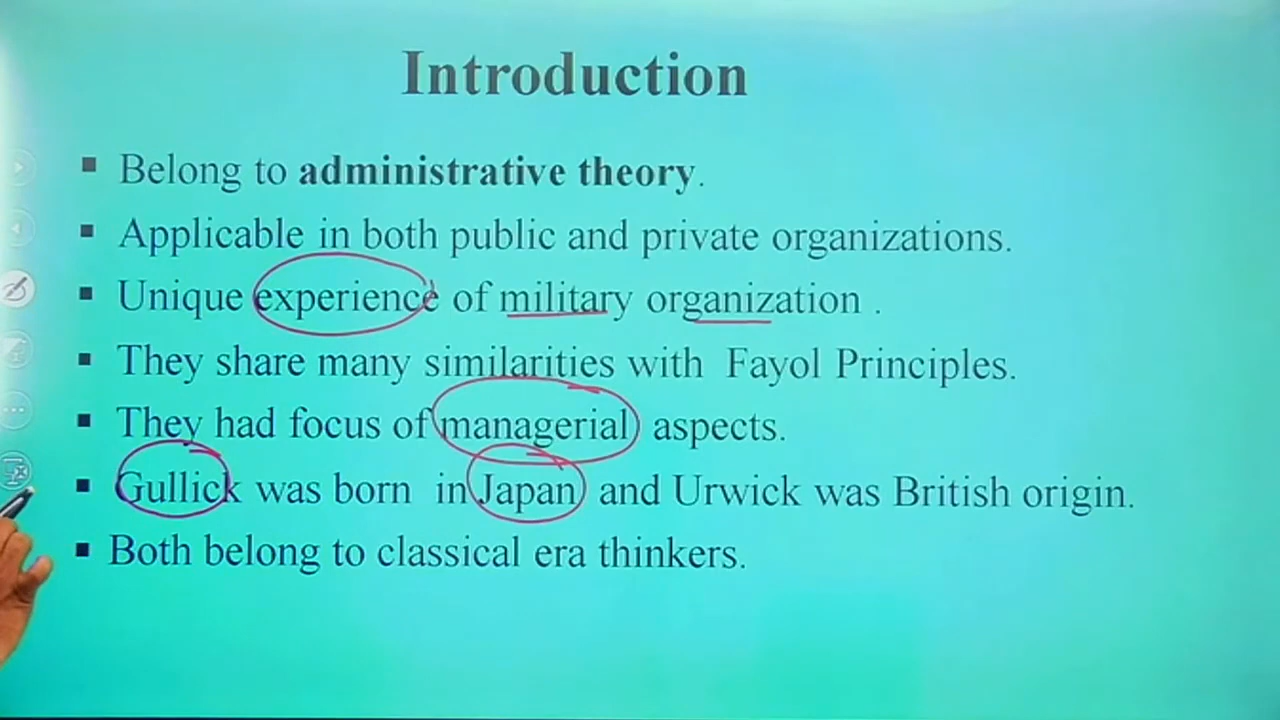 Introduction
▪ Belong to administrative theory.
▪ Applicable in both public and private organizations.
▪ Unique experience of military organization .
▪ They share many similarities with Fayol Principles.
▪ They had focus of managerial aspects.
▪ Gullick was born in Japan and Urwick was British origin.
▪ Both belong to classical era thinkers.